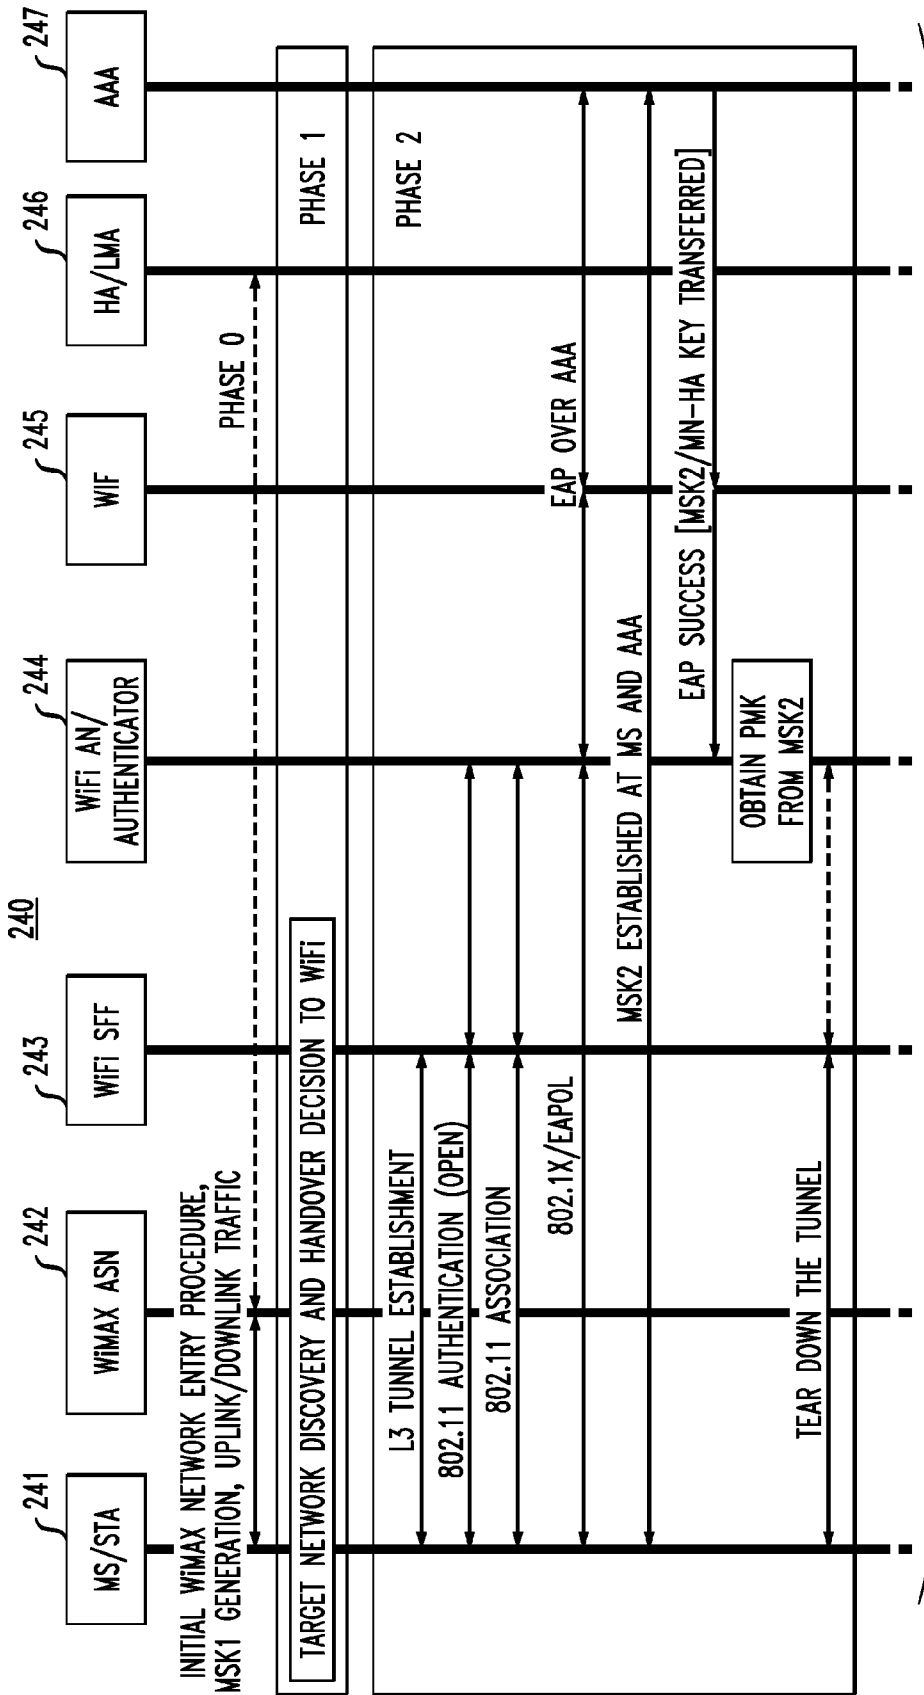 240
241
MS/STA
242
WiMAX ASN
243
WiFi SFF
244
WiFi AN/
AUTHENTICATOR
245
WIF
246
HA/LMA
247
AAA
INITIAL WiMAX NETWORK ENTRY PROCEDURE,
MSK1 GENERATION, UPLINK/DOWNLINK TRAFFIC
PHASE 0
TARGET NETWORK DISCOVERY AND HANDOVER DECISION TO WiFi
PHASE 1
PHASE 2
L3 TUNNEL ESTABLISHMENT
802.11 AUTHENTICATION (OPEN)
802.11 ASSOCIATION
802.1X/EAPOL
EAP OVER AAA
MSK2 ESTABLISHED AT MS AND AAA
EAP SUCCESS [MSK2/MN-HA KEY TRANSFERRED]
OBTAIN PMK
FROM MSK2
TEAR DOWN THE TUNNEL